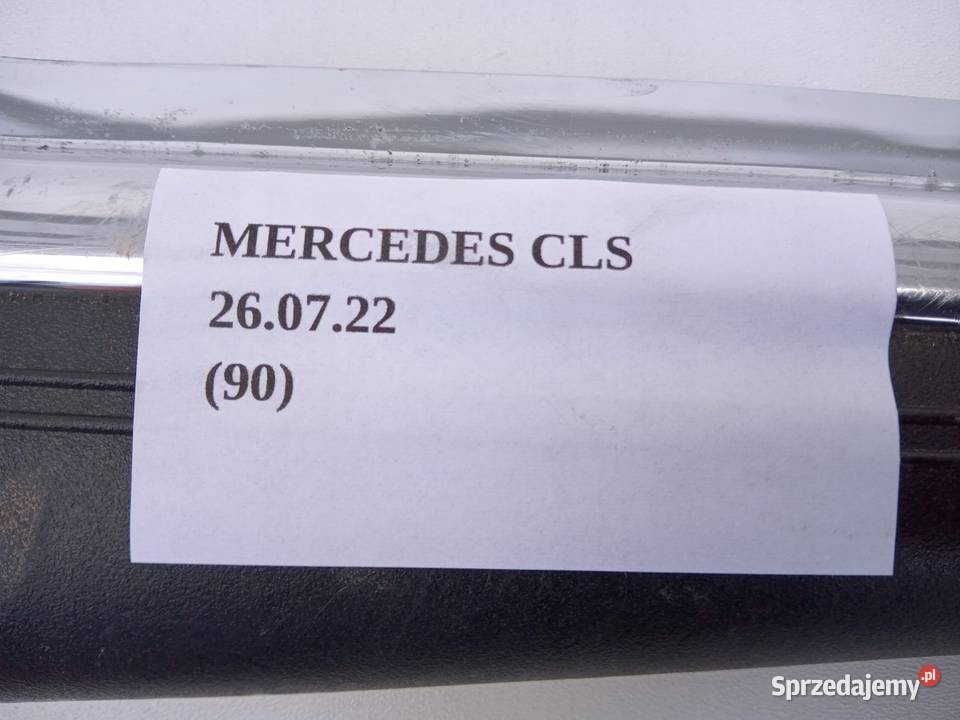 MERCEDES CLS
26.07.22
(90)
Sprzedajemy.pl